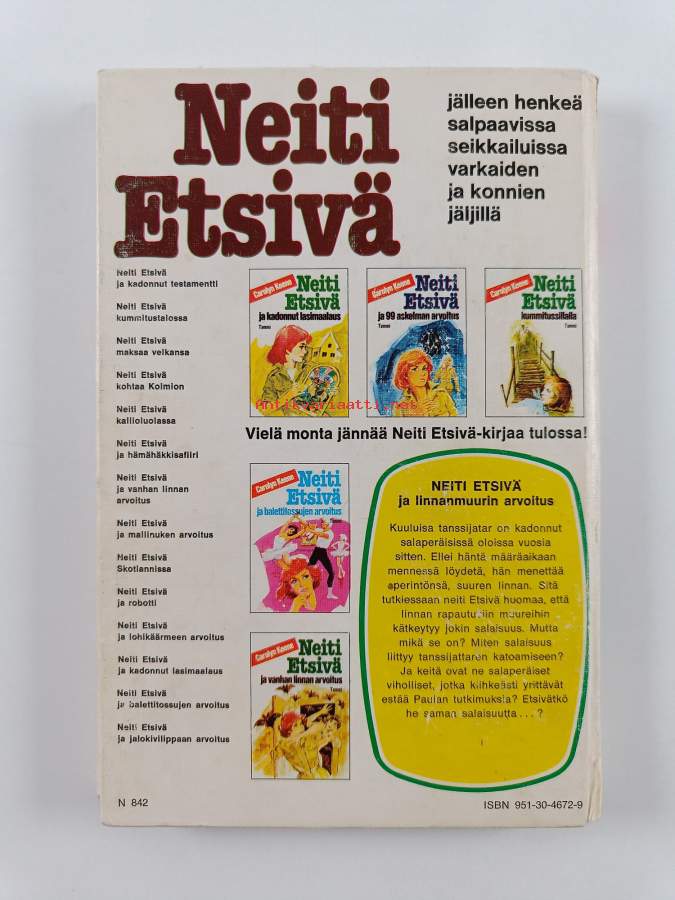 Neiti
Etsivä
jälleen henkeä
salpaavissa
seikkailuissa
varkaiden
ja konnien
jäljillä
Neiti Etsivä
ja kadonnut testamentti
Neiti Etsivä
kummitustalossa
Neiti Etsivä
maksaa velkansa
Neiti Etsivä
kohtaa Kolmion
Neiti Etsivä
kallioluolassa
Neiti Etsivä
ja hämähäkkisafiiri
Neiti Etsivä
ja vanhan linnan
arvoitus
Neiti Etsivä
ja mallinuken arvoitus
Neiti Etsivä
Skotlannissa
Neiti Etsivä
ja robotti
Neiti Etsivä
ja lohikäärmeen arvoitus
Neiti Etsivä
ja kadonnut lasimaalaus
Neiti Etsivä
ja balettitossujen arvoitus
Neiti Etsivä
ja jalokivilippaan arvoitus
Carolyn Keene
Neiti
Etsivä
ja kadonnut lasimaalaus
Tammi
Carolyn Keene
Neiti
Etsivä
ja 99 askelman arvoitus
Tammi
Carolyn Keene
Neiti
Etsivä
kummitussillalla
Tammi
Antikvariaatti.net
Vielä monta jännää Neiti Etsivä-kirjaa tulossa!
Carolyn Keene
Neiti
Etsivä
ja balettitossujen arvoitus
Tammi
Carolyn Keene
Neiti
Etsivä
ja vanhan linnan arvoitus
Tammi
NEITI ETSIVÄ
ja linnanmuurin arvoitus
Kuuluisa tanssijatar on kadonnut
salaperäisissä oloissa vuosia
sitten. Ellei häntä määräaikaan
mennessä löydetä, hän menettää
perintönsä, suuren linnan. Sitä
tutkiessaan neiti Etsivä huomaa, että
linnan rapautuviin muureihin
kätkeytyy jokin salaisuus. Mutta
mikä se on? Miten salaisuus
liittyy tanssijattaren katoamiseen?
Ja keitä ovat ne salaperäiset
viholliset, jotka kiihkeästi yrittävät
estää Paulan tutkimuksia? Etsivätkö
he saman salaisuutta . . . ?
N 842
ISBN 951-30-4672-9